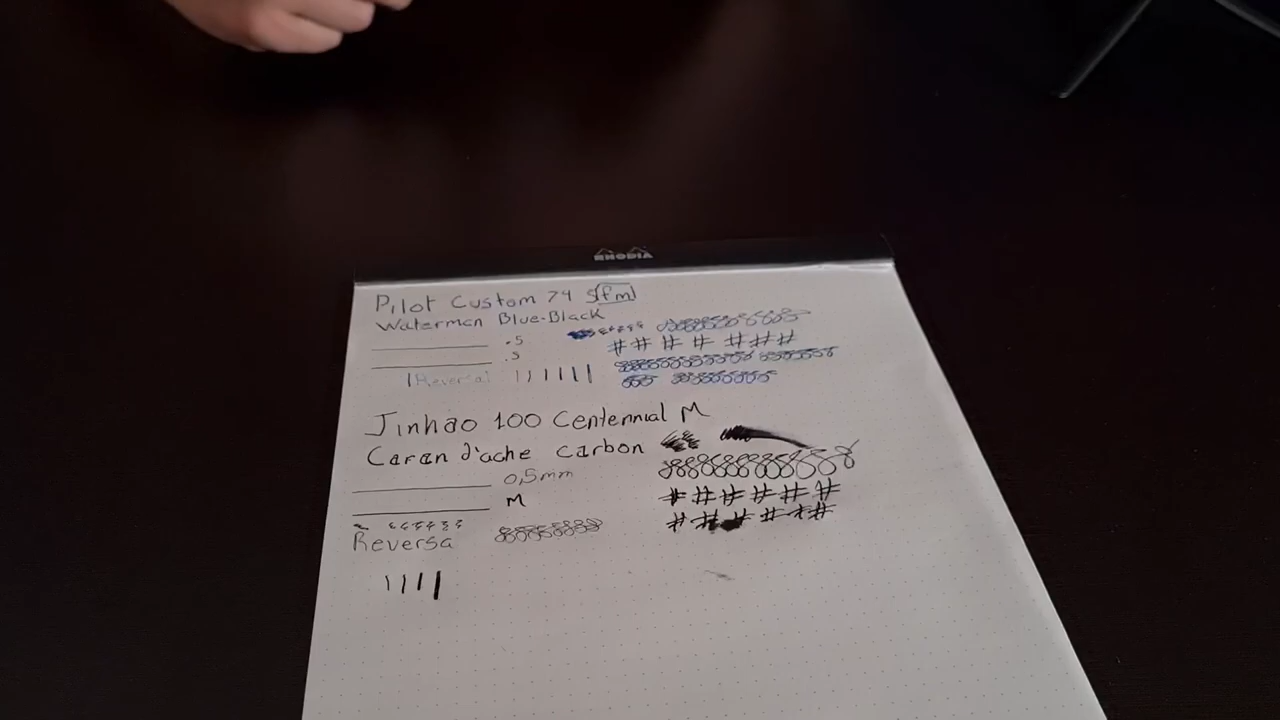 RHODIA
Pilot Custom 74 Sfm
Waterman Blue-Black
.5
.5
Reversal
Jinhao 100 Centennial M
Caran d'ache carbon
0,5mm
M
Reversa